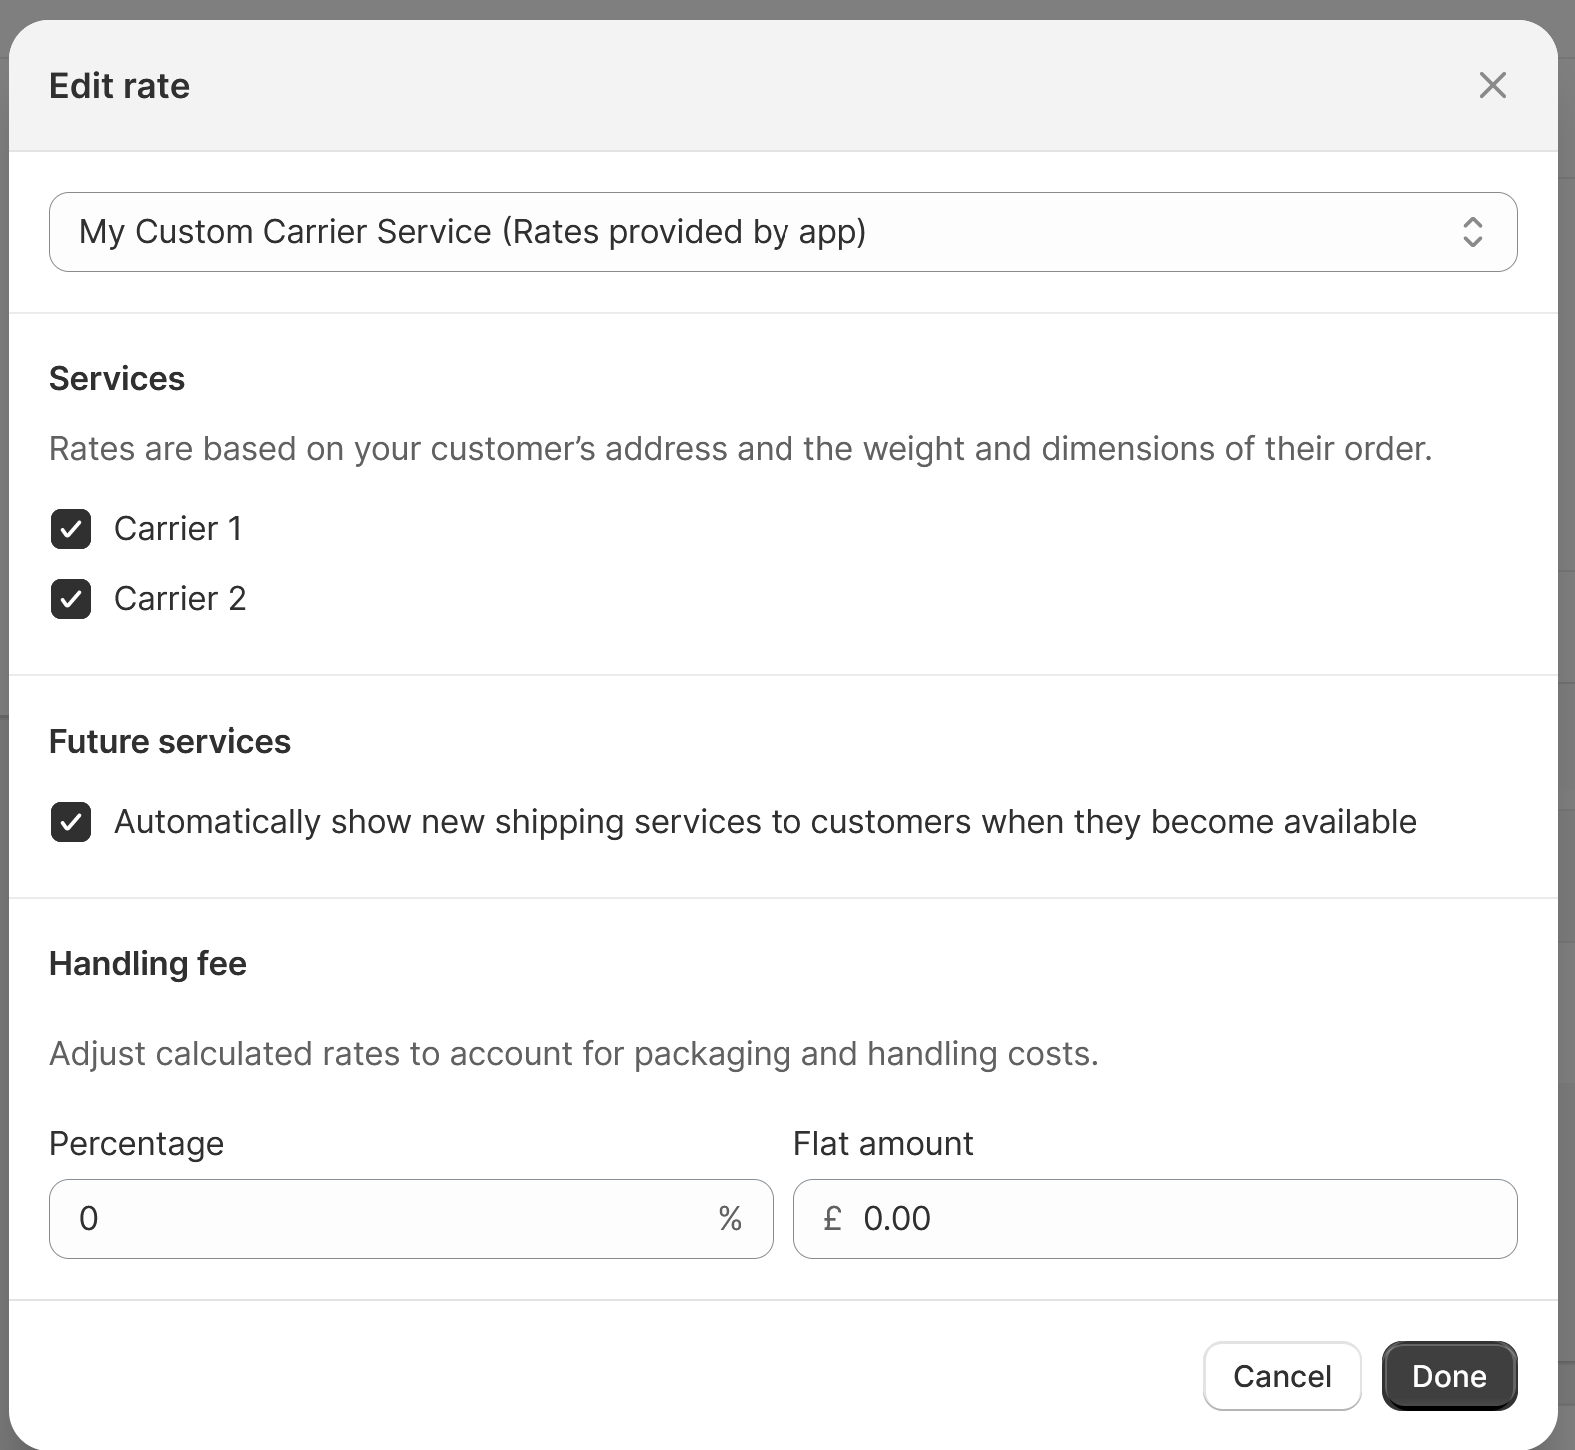 Edit rate
My Custom Carrier Service (Rates provided by app)
Services
Rates are based on your customer’s address and the weight and dimensions of their order.
Carrier 1
Carrier 2
Future services
Automatically show new shipping services to customers when they become available
Handling fee
Adjust calculated rates to account for packaging and handling costs.
Percentage
Flat amount
0 %
£ 0.00
Cancel
Done